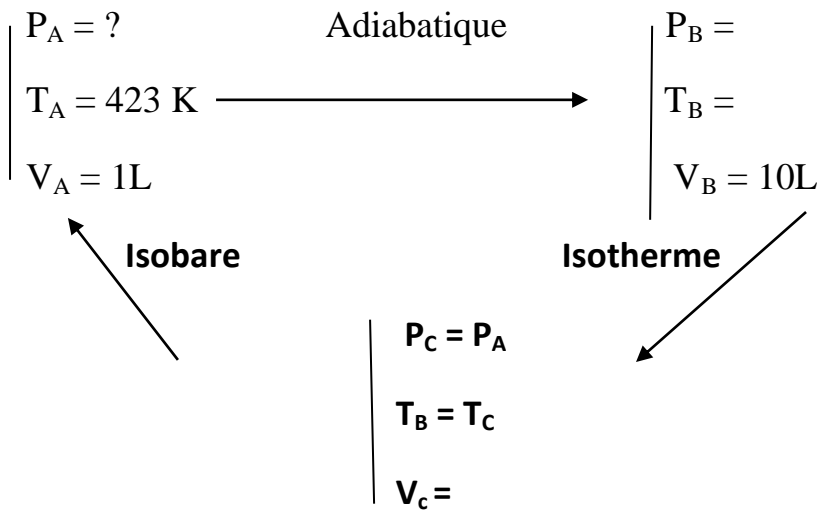 P_A = ? Adiabatique P_B =
T_A = 423 K T_B =
V_A = 1L V_B = 10L
Isobare Isotherme
P_C = P_A
T_B = T_C
V_c =